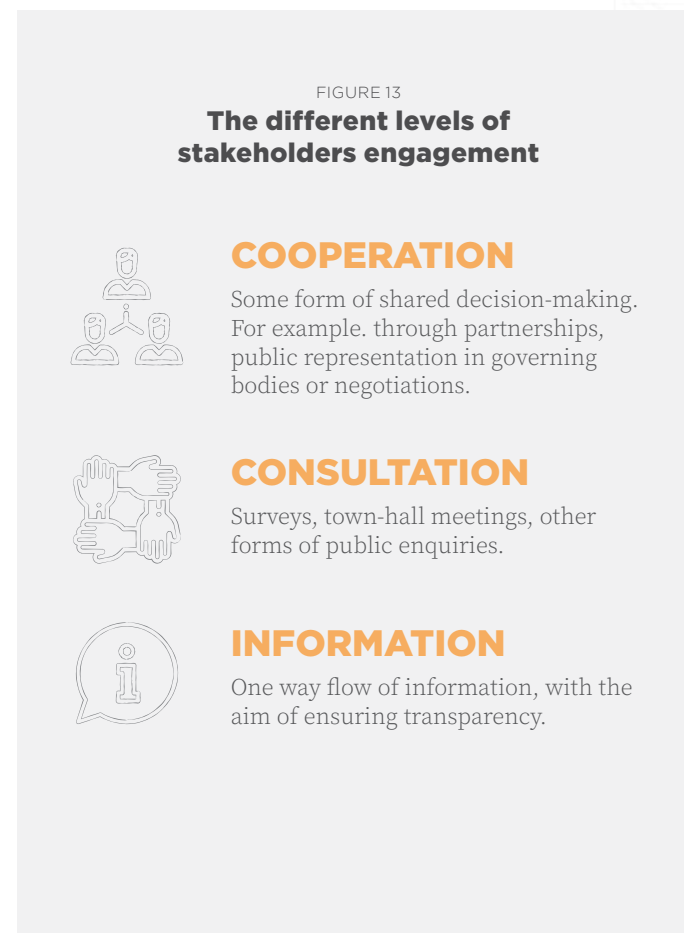 FIGURE 13
The different levels of
stakeholders engagement
COOPERATION
Some form of shared decision-making.
For example. through partnerships,
public representation in governing
bodies or negotiations.
CONSULTATION
Surveys, town-hall meetings, other
forms of public enquiries.
INFORMATION
One way flow of information, with the
aim of ensuring transparency.